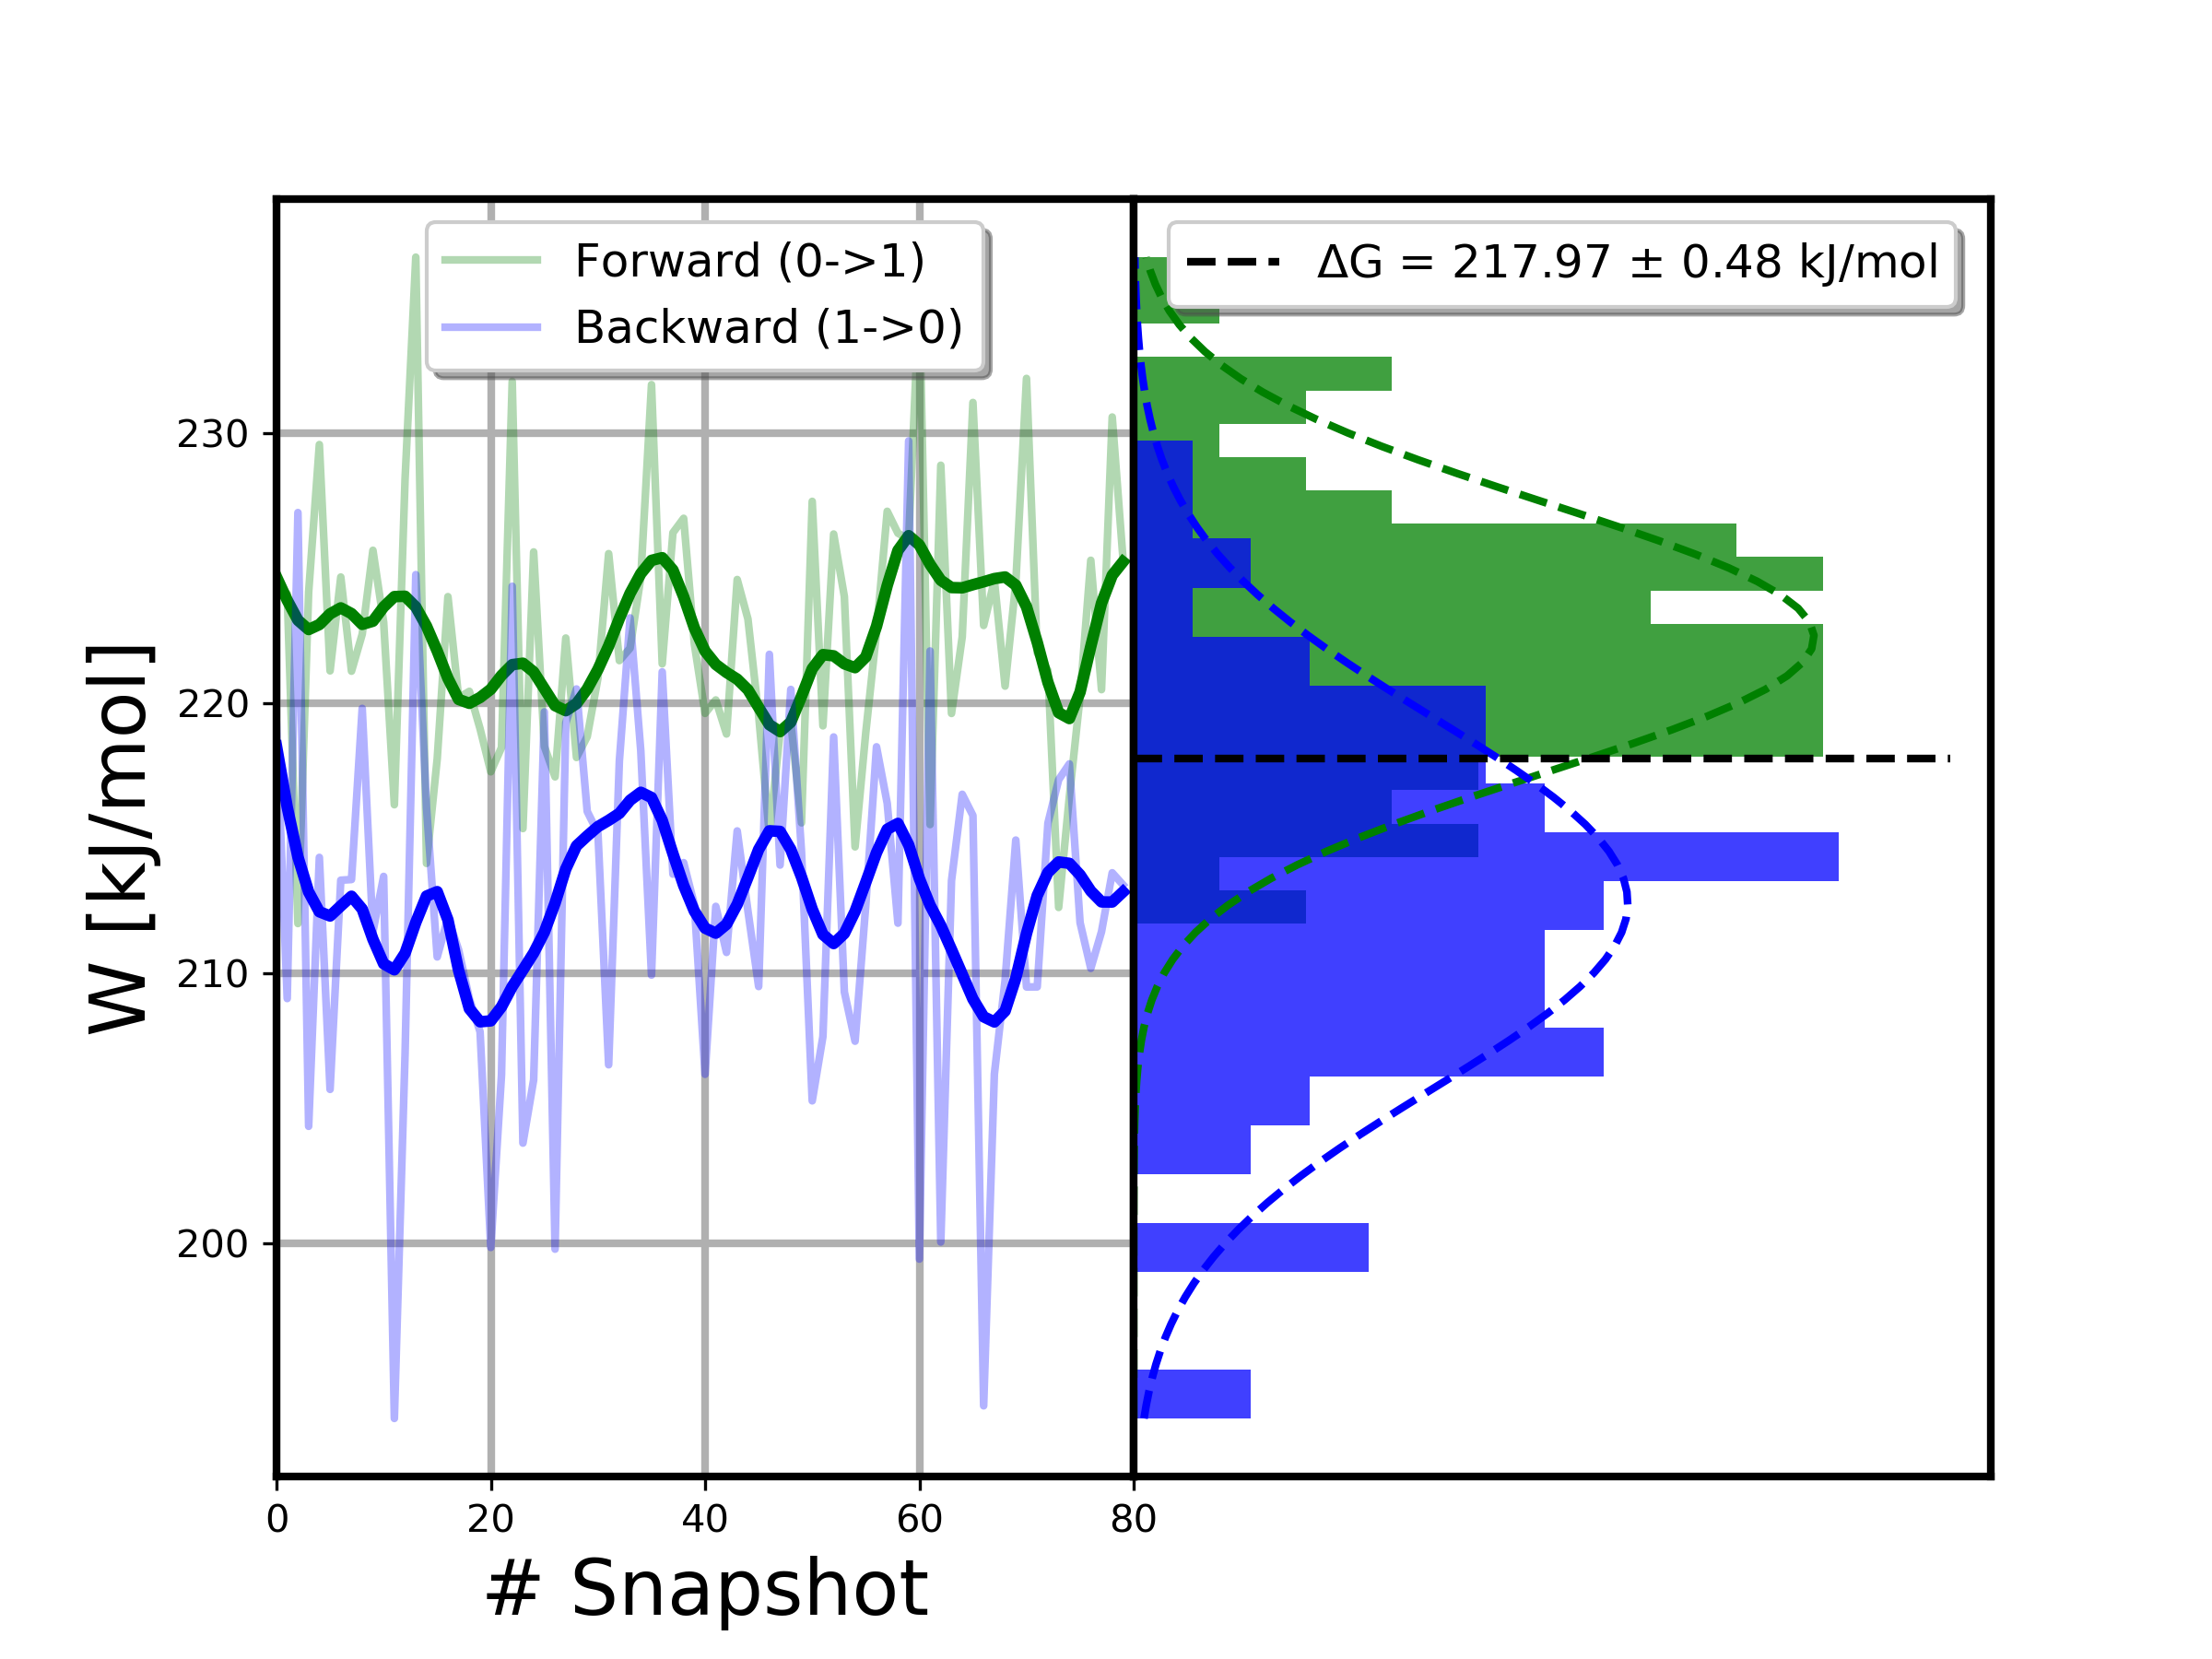 Forward (0->1)
Backward (1->0)
ΔG = 217.97 ± 0.48 kJ/mol
W [kJ/mol]
230
220
210
200
0 20 40 60 80
# Snapshot